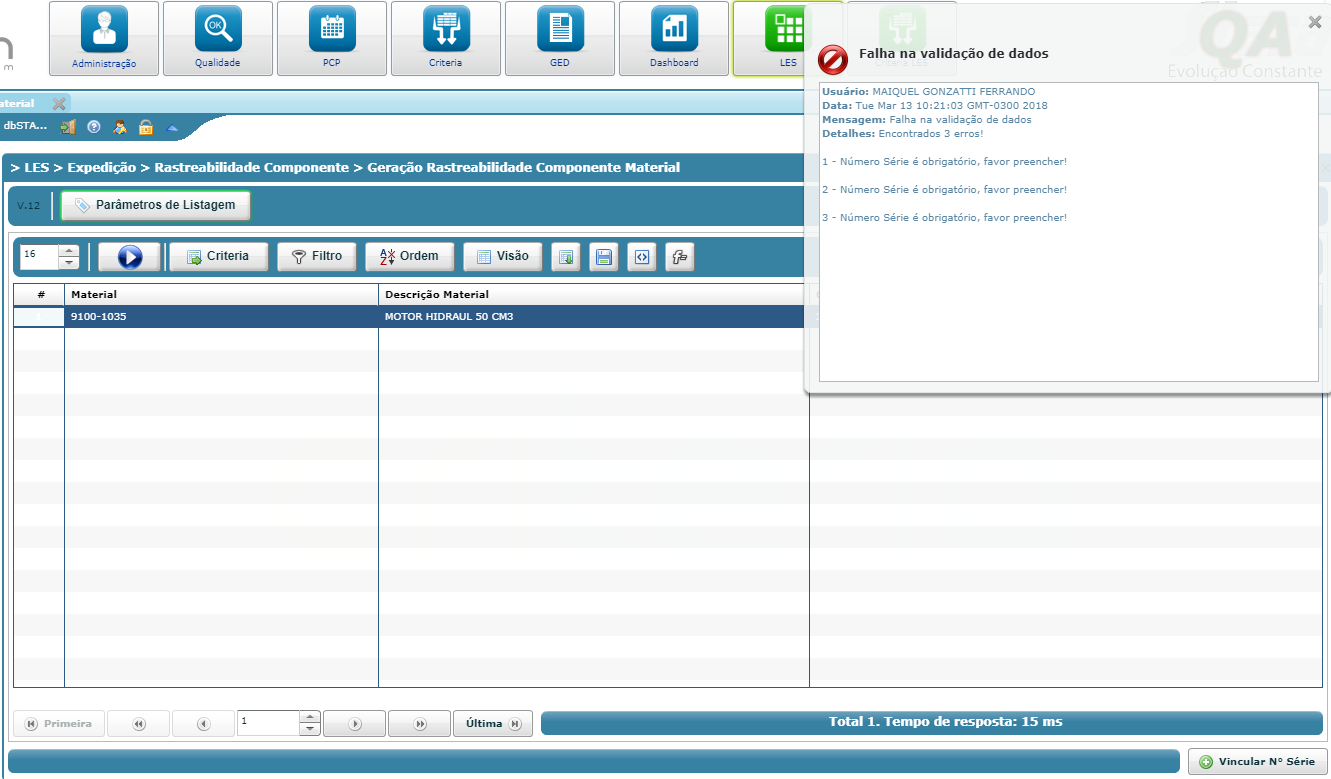 Administração
Qualidade
PCP
Criteria
GED
Dashboard
LES
n
m
QA
Evolução Constante
Falha na validação de dados
Usuário: MAIQUEL GONZATTI FERRANDO
Data: Tue Mar 13 10:21:03 GMT-0300 2018
Mensagem: Falha na validação de dados
Detalhes: Encontrados 3 erros!
1 - Número Série é obrigatório, favor preencher!
2 - Número Série é obrigatório, favor preencher!
3 - Número Série é obrigatório, favor preencher!
aterial
dbSTA...
> LES > Expedição > Rastreabilidade Componente > Geração Rastreabilidade Componente Material
V.12
Parâmetros de Listagem
16
Criteria
Filtro
Ordem
Visão
# Material Descrição Material
9100-1035 MOTOR HIDRAUL 50 CM3
Primeira
1
Última
Total 1. Tempo de resposta: 15 ms
Vincular N° Série